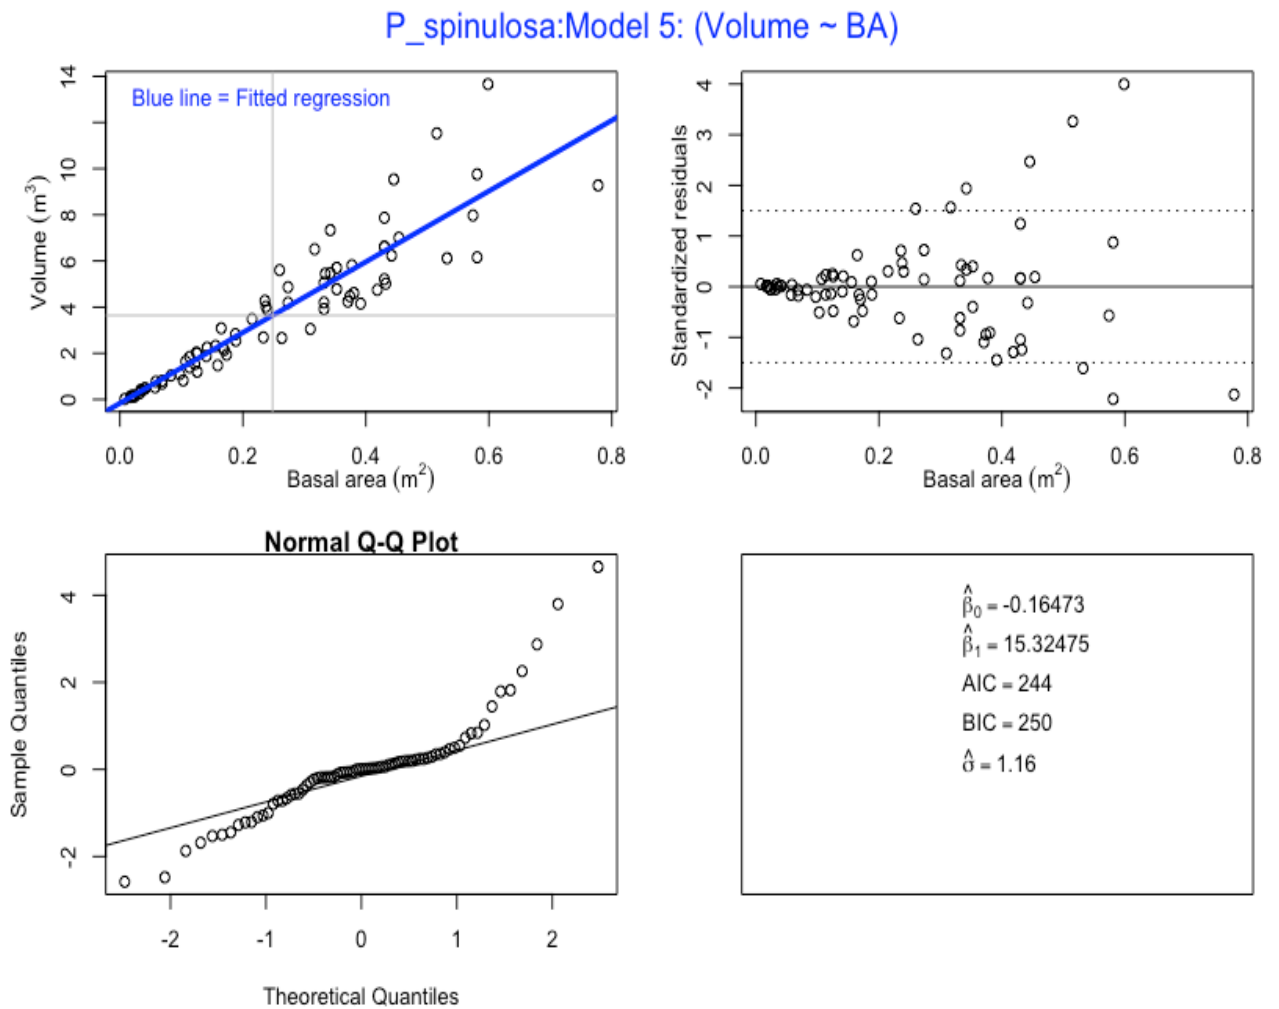 P_spinulosa:Model 5: (Volume ~ BA)
Blue line = Fitted regression
Volume (m³)
14
10
8
6
4
2
0
0.0 0.2 0.4 0.6 0.8
Basal area (m²)
Standardized residuals
4
3
2
1
0
-1
-2
0.0 0.2 0.4 0.6 0.8
Basal area (m²)
Normal Q-Q Plot
Sample Quantiles
4
2
0
-2
-2 -1 0 1 2
Theoretical Quantiles
β̂₀ = -0.16473
β̂₁ = 15.32475
AIC = 244
BIC = 250
σ̂ = 1.16